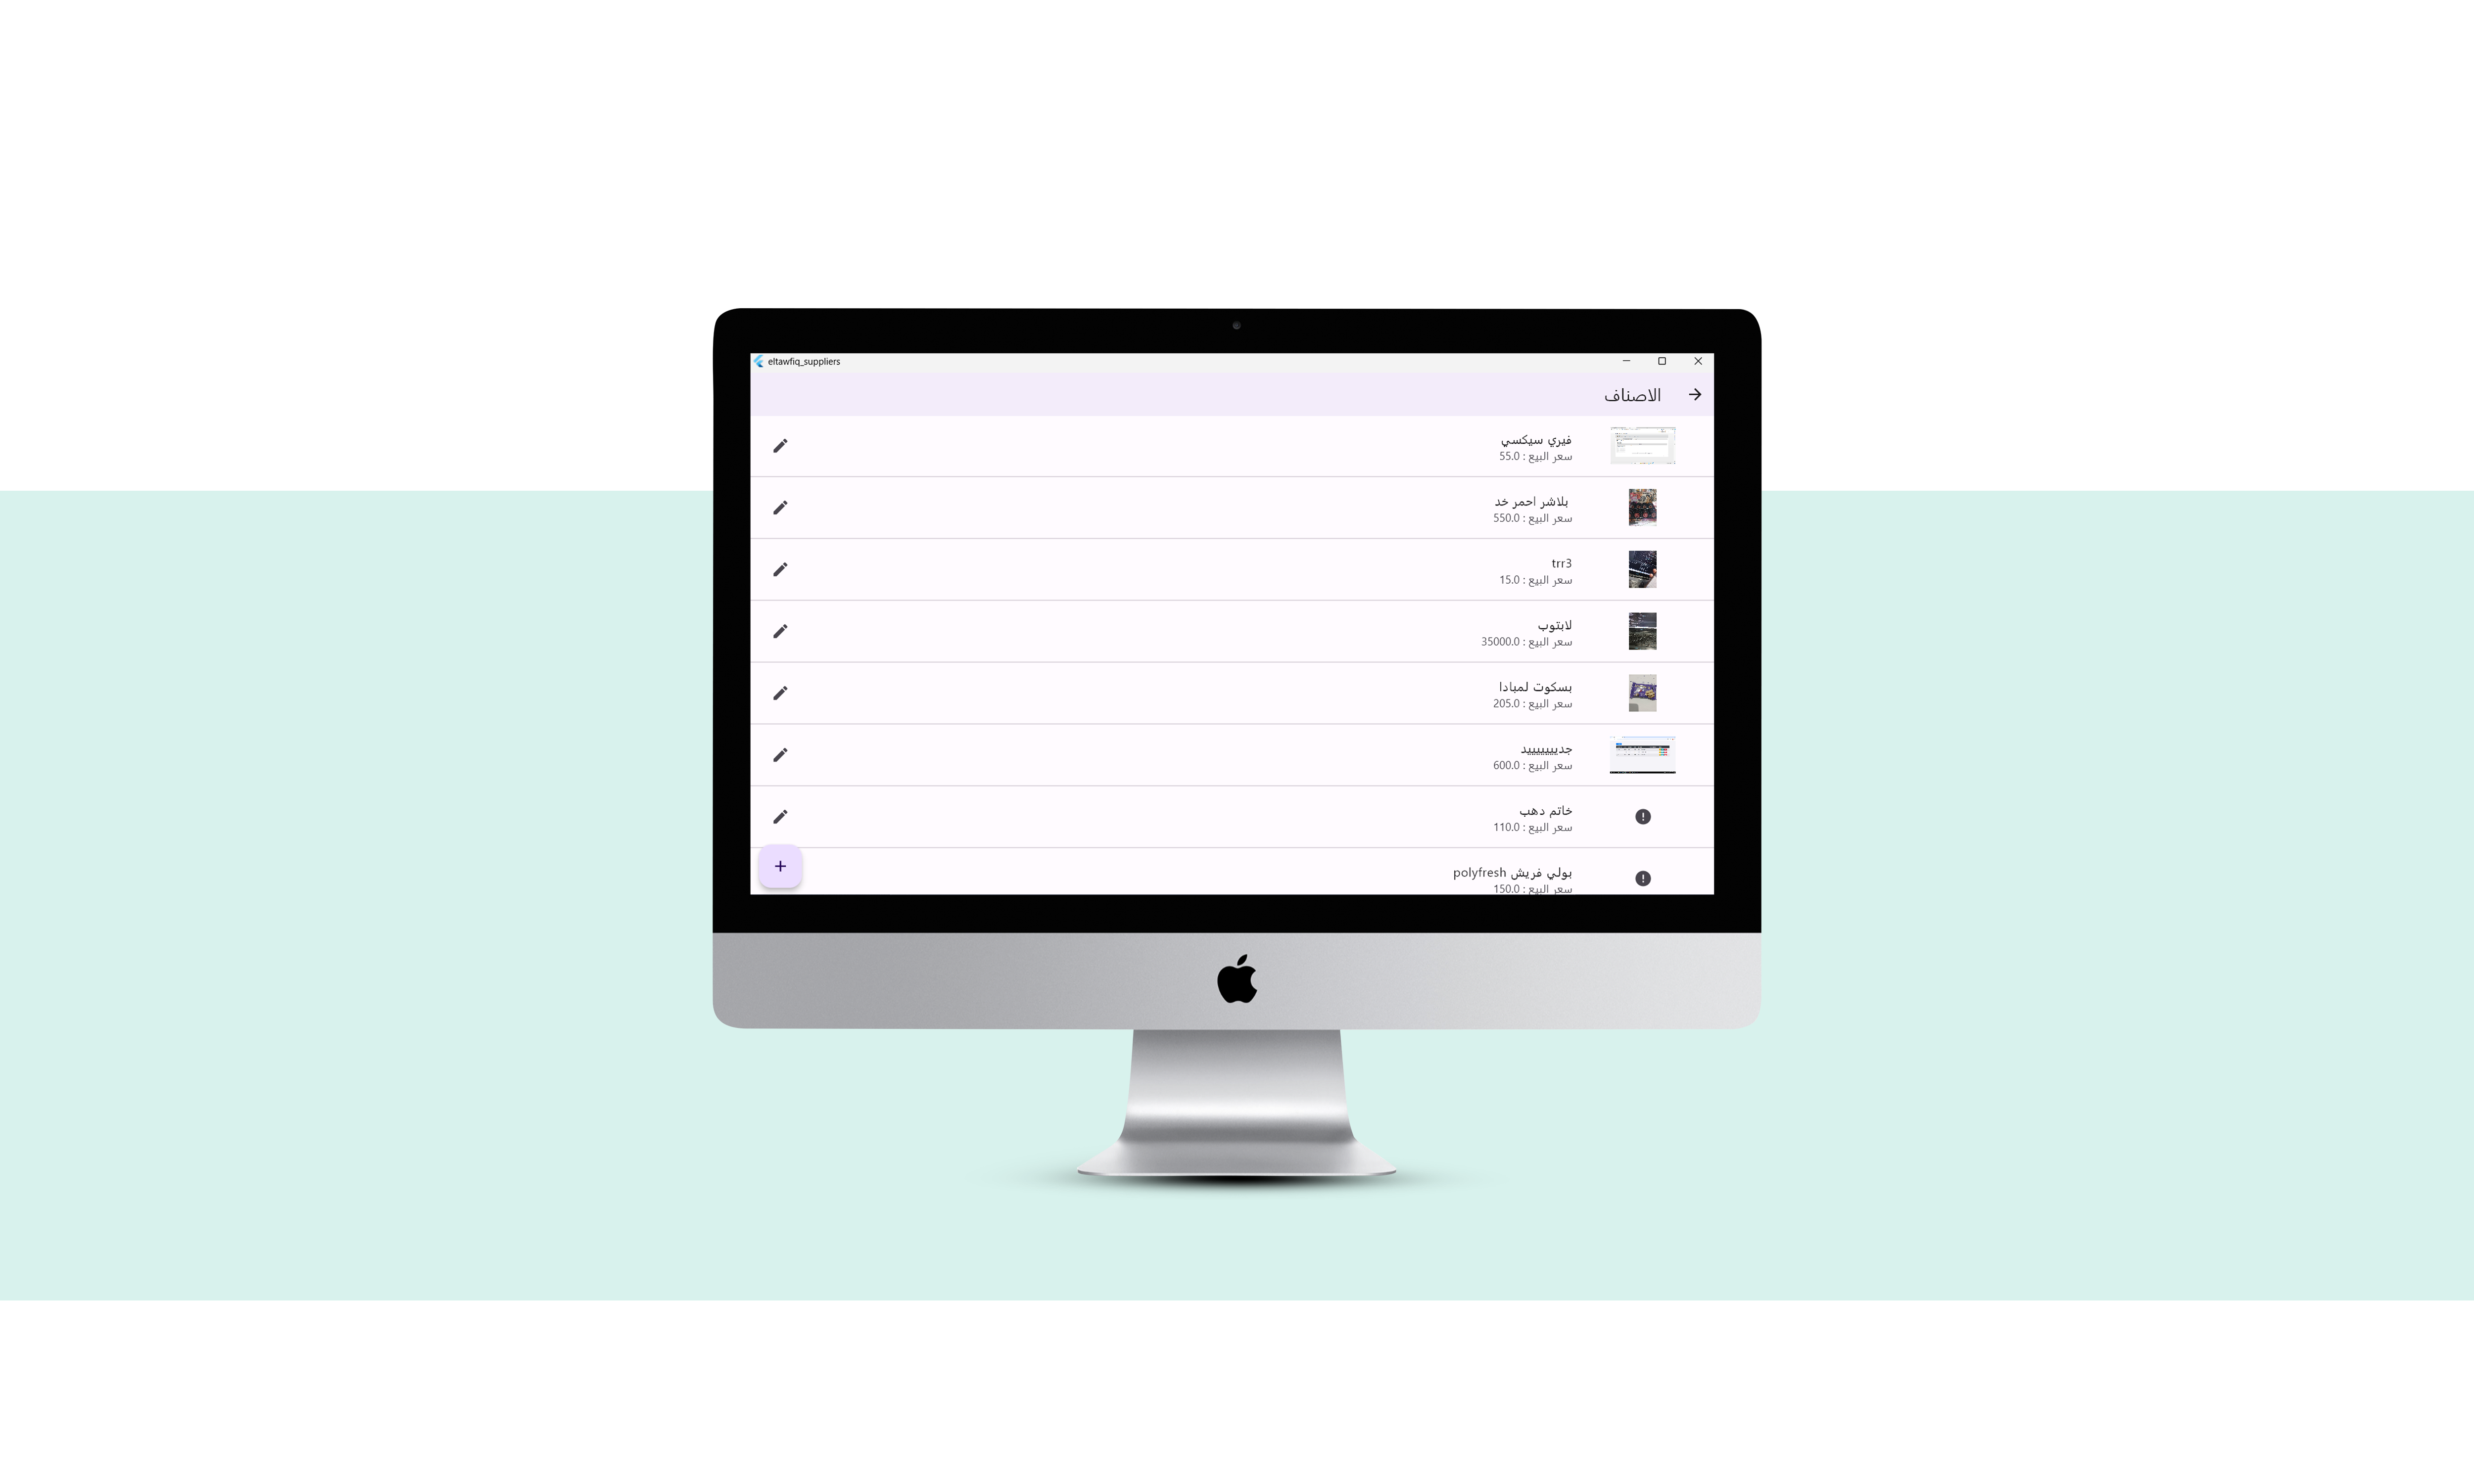 eltawfiq_suppliers
الاصناف
فيري سيكسي
سعر البيع : 55.0
بلاشر احمر خد
سعر البيع : 550.0
trr3
سعر البيع : 15.0
لابتوب
سعر البيع : 35000.0
بسكوت لمبادا
سعر البيع : 205.0
جدييييييييد
سعر البيع : 600.0
خاتم دهب
سعر البيع : 110.0
بولي فريش polyfresh
سعر البيع : 150.0